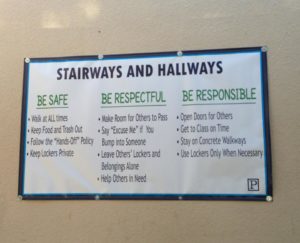 STAIRWAYS AND HALLWAYS
BE SAFE
• Walk at ALL times
• Keep Food and Trash Out
• Follow the "Hands-Off" Policy
• Keep Lockers Private
BE RESPECTFUL
• Make Room for Others to Pass
• Say "Excuse Me" if You
Bump into Someone
• Leave Others' Lockers and
Belongings Alone
• Help Others in Need
BE RESPONSIBLE
• Open Doors for Others
• Get to Class on Time
• Stay on Concrete Walkways
• Use Lockers Only When Necessary
P